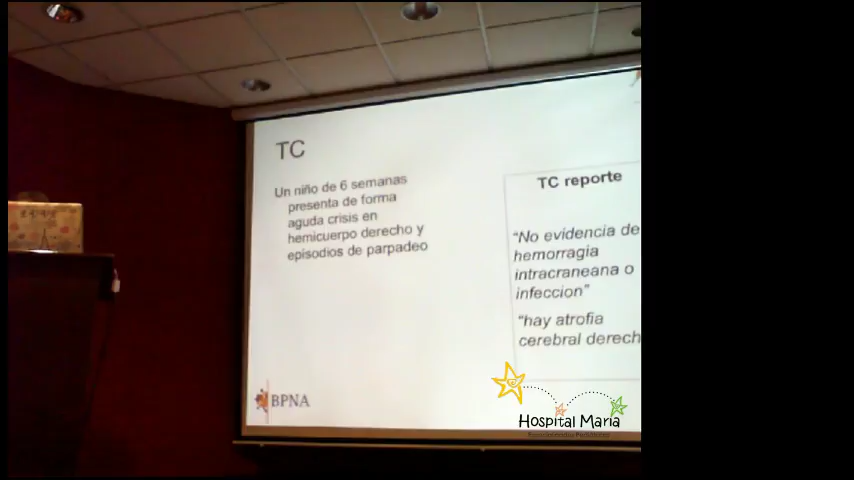 TC
Un niño de 6 semanas
presenta de forma
aguda crisis en
hemicuerpo derecho y
episodios de parpadeo
TC reporte
“No evidencia de
hemorragia
intracraneana o
infeccion”
“hay atrofia
cerebral derech
BPNA
Hospital María